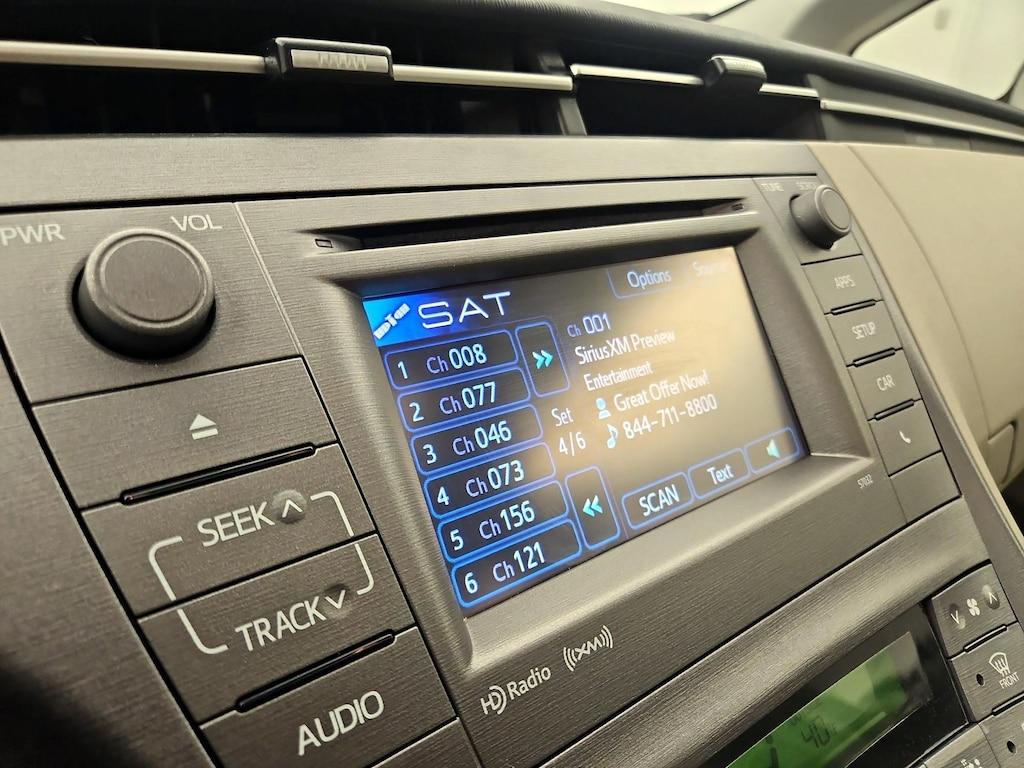 PWR
VOL
TUNE
SEEK
TRACK
AUDIO
SAT
Options
1 Ch 008
2 Ch 077
3 Ch 046
4 Ch 073
5 Ch 156
6 Ch 121
Ch 001
SiriusXM Preview
Entertainment
Set
4/6
Great Offer Now!
844-711-8800
SCAN
Text
HD Radio
((XM))
APPS
SETUP
CAR
57032
FRONT